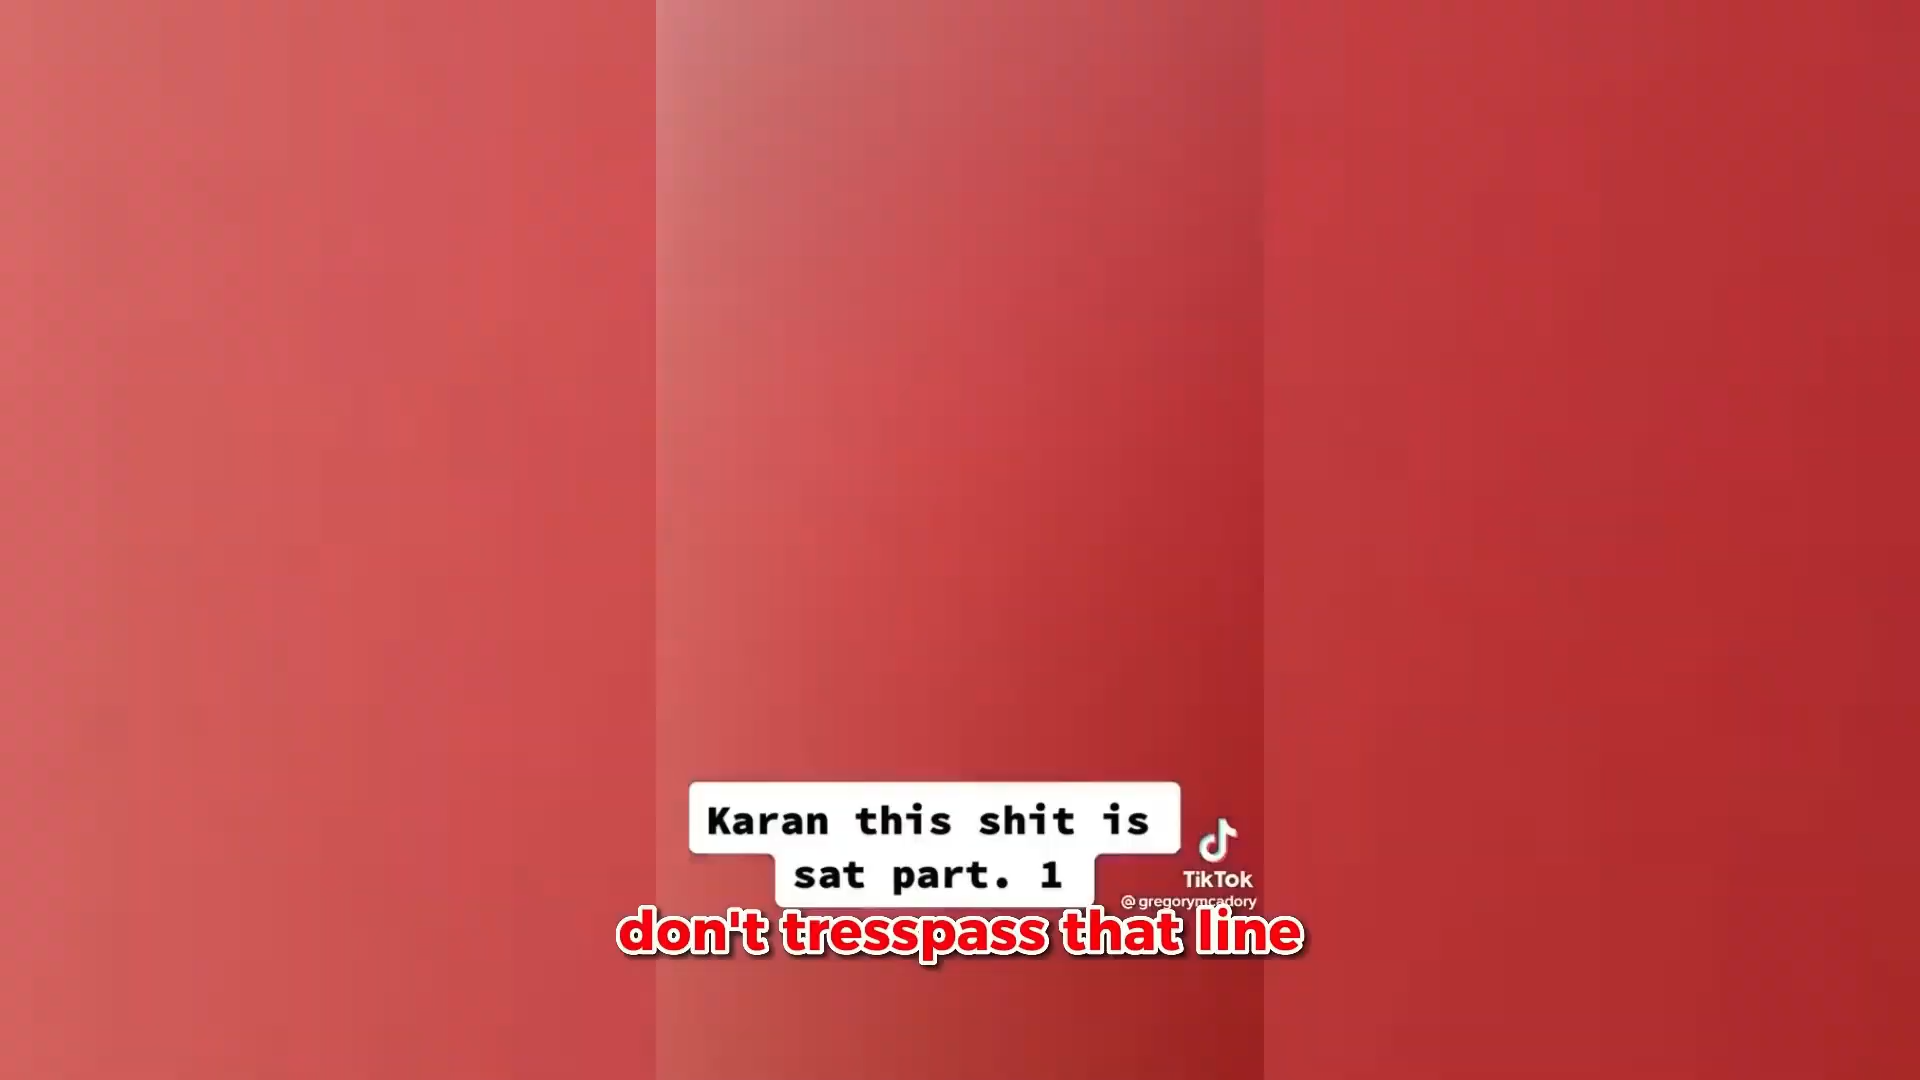 Karan this shit is
sat part. 1
TikTok
@gregorymcadory
don't tresspass that line